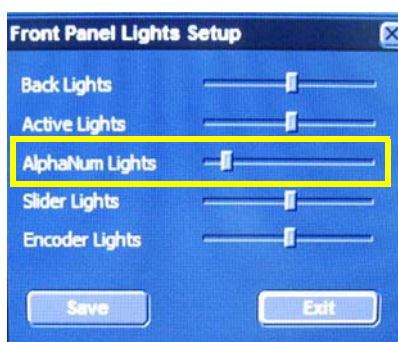 Front Panel Lights Setup
Back Lights
Active Lights
AlphaNum Lights
Slider Lights
Encoder Lights
Save
Exit